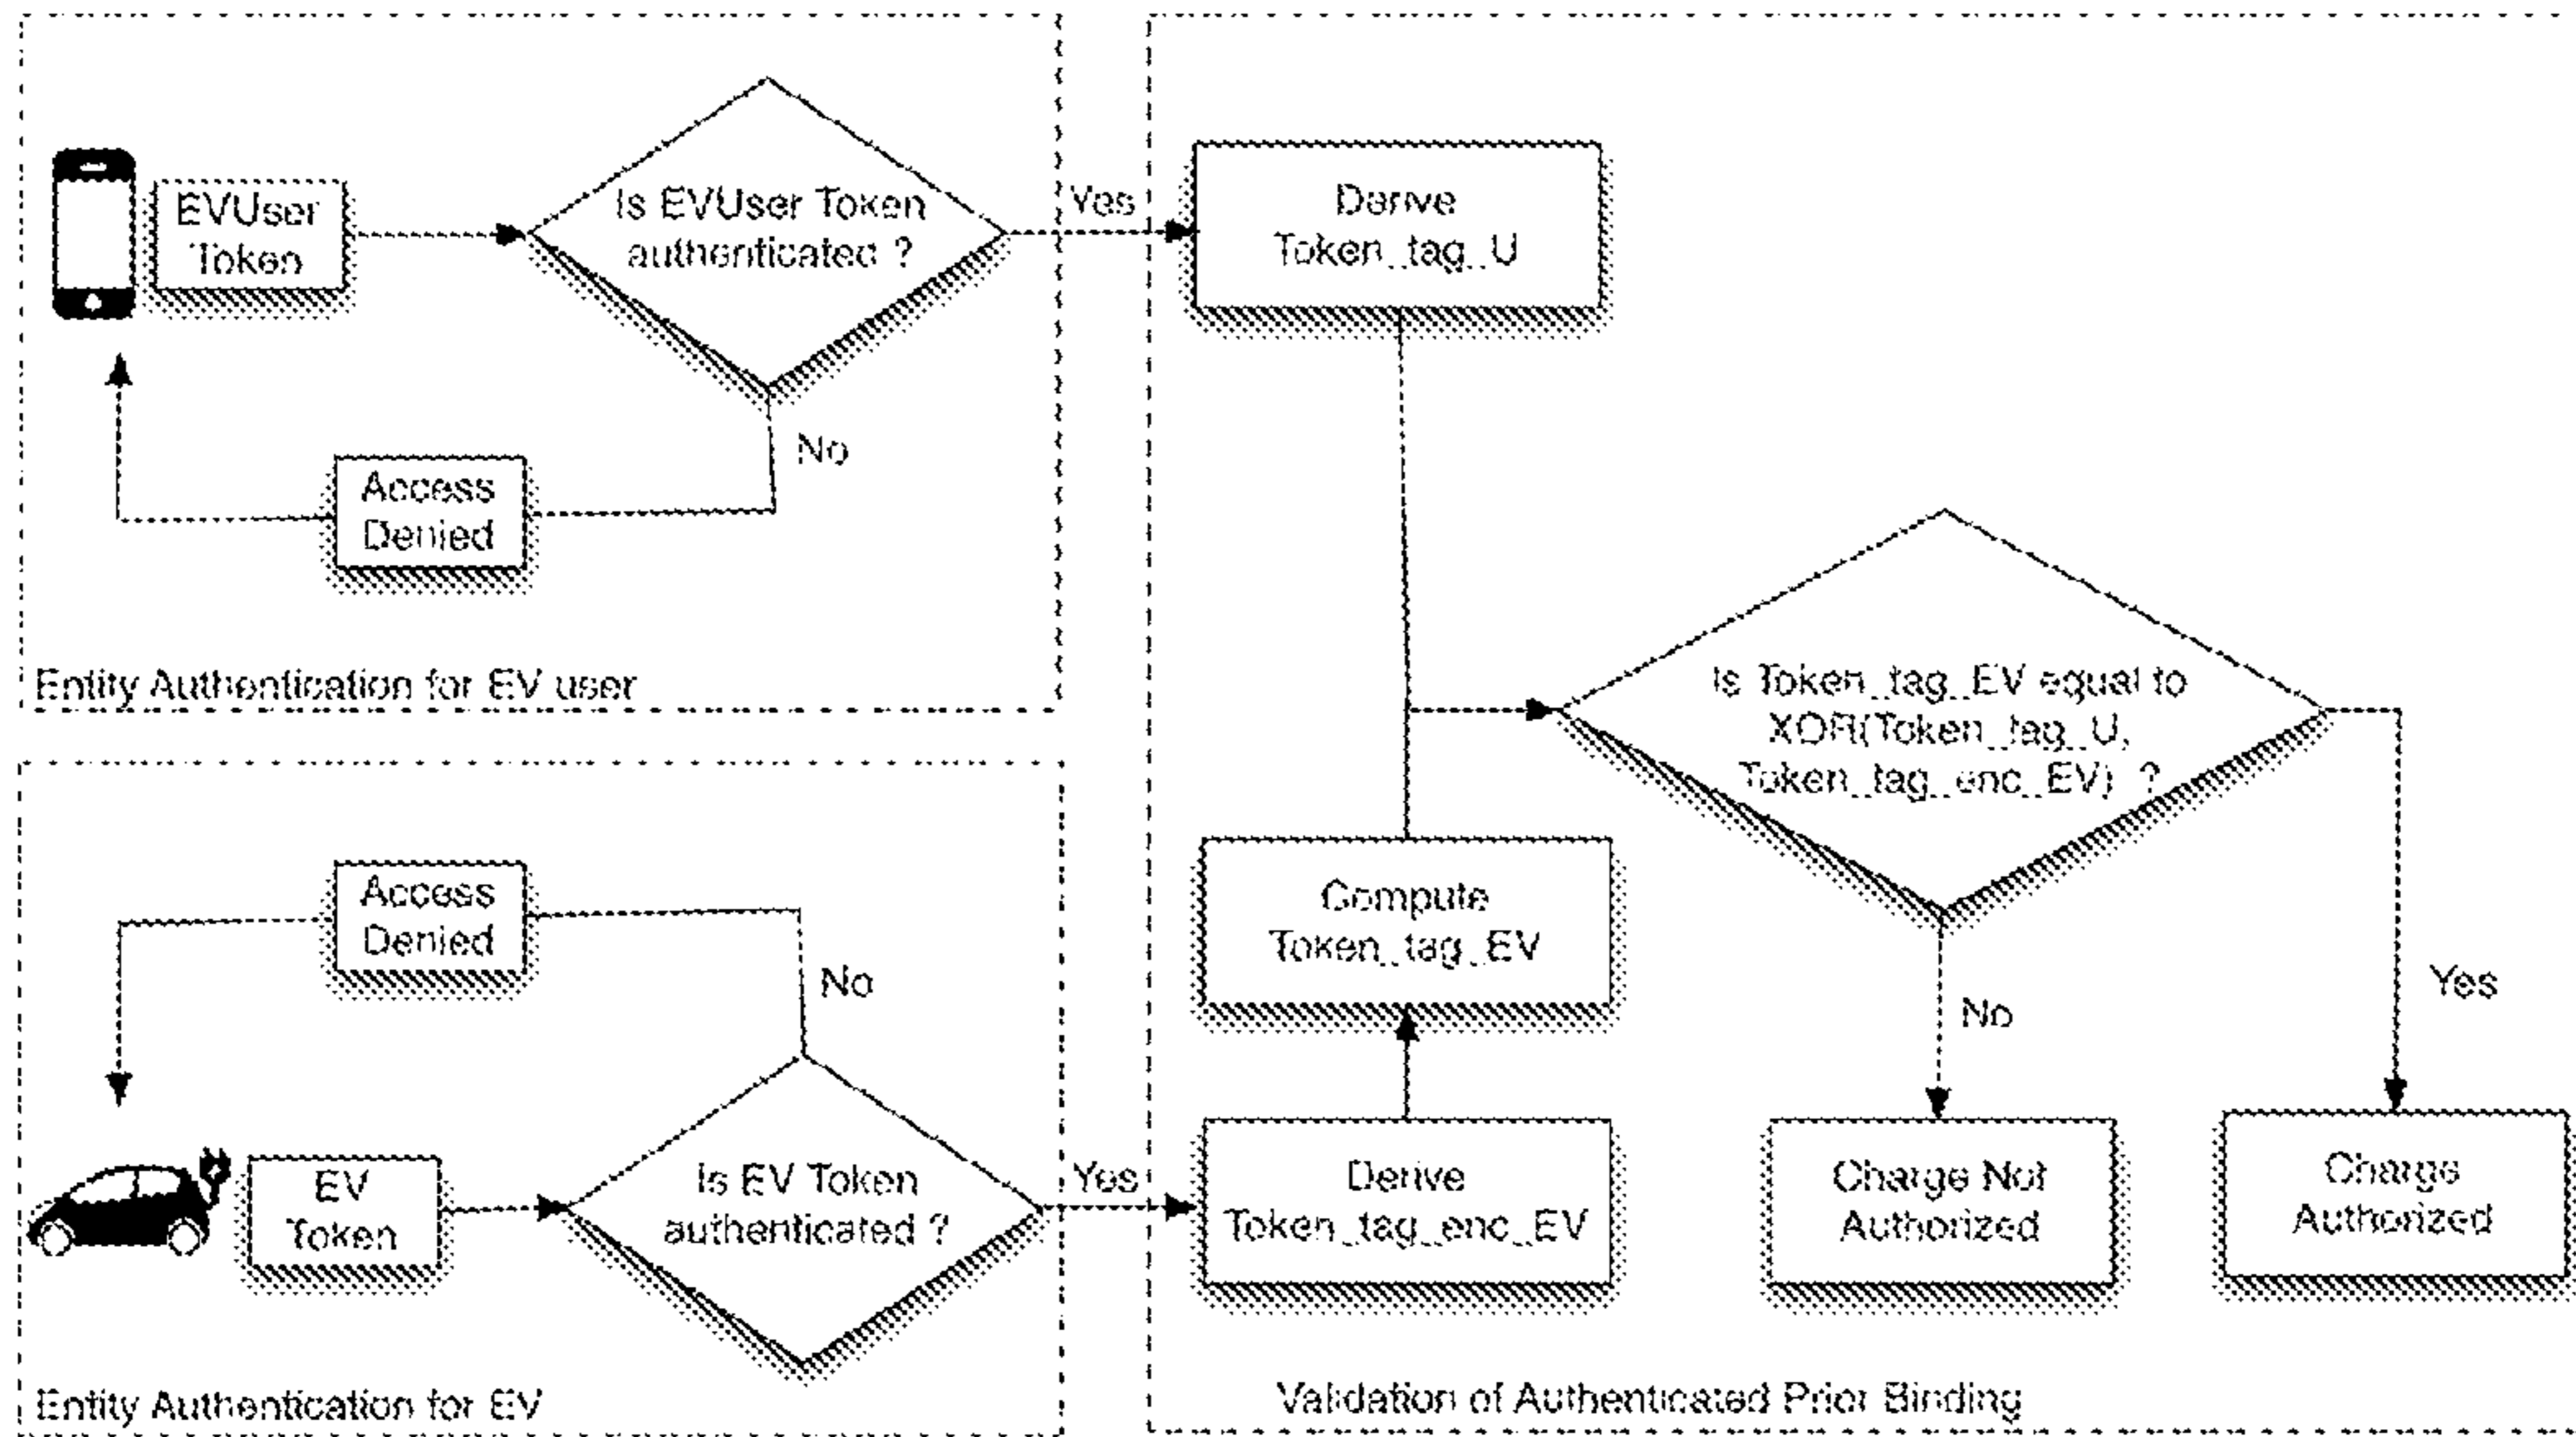 EVUser
Token
Is EVUser Token
authenticated ?
Yes
No
Access
Denied
Entity Authentication for EV user
Access
Denied
No
EV
Token
Is EV Token
authenticated ?
Yes
Entity Authentication for EV
Derive
Token_tag_U
Is Token_tag_EV equal to
XOR(Token_tag_U,
Token_tag_enc_EV) ?
Compute
Token_tag_EV
Derive
Token_tag_enc_EV
No
Yes
Charge Not
Authorized
Charge
Authorized
Validation of Authenticated Prior Binding